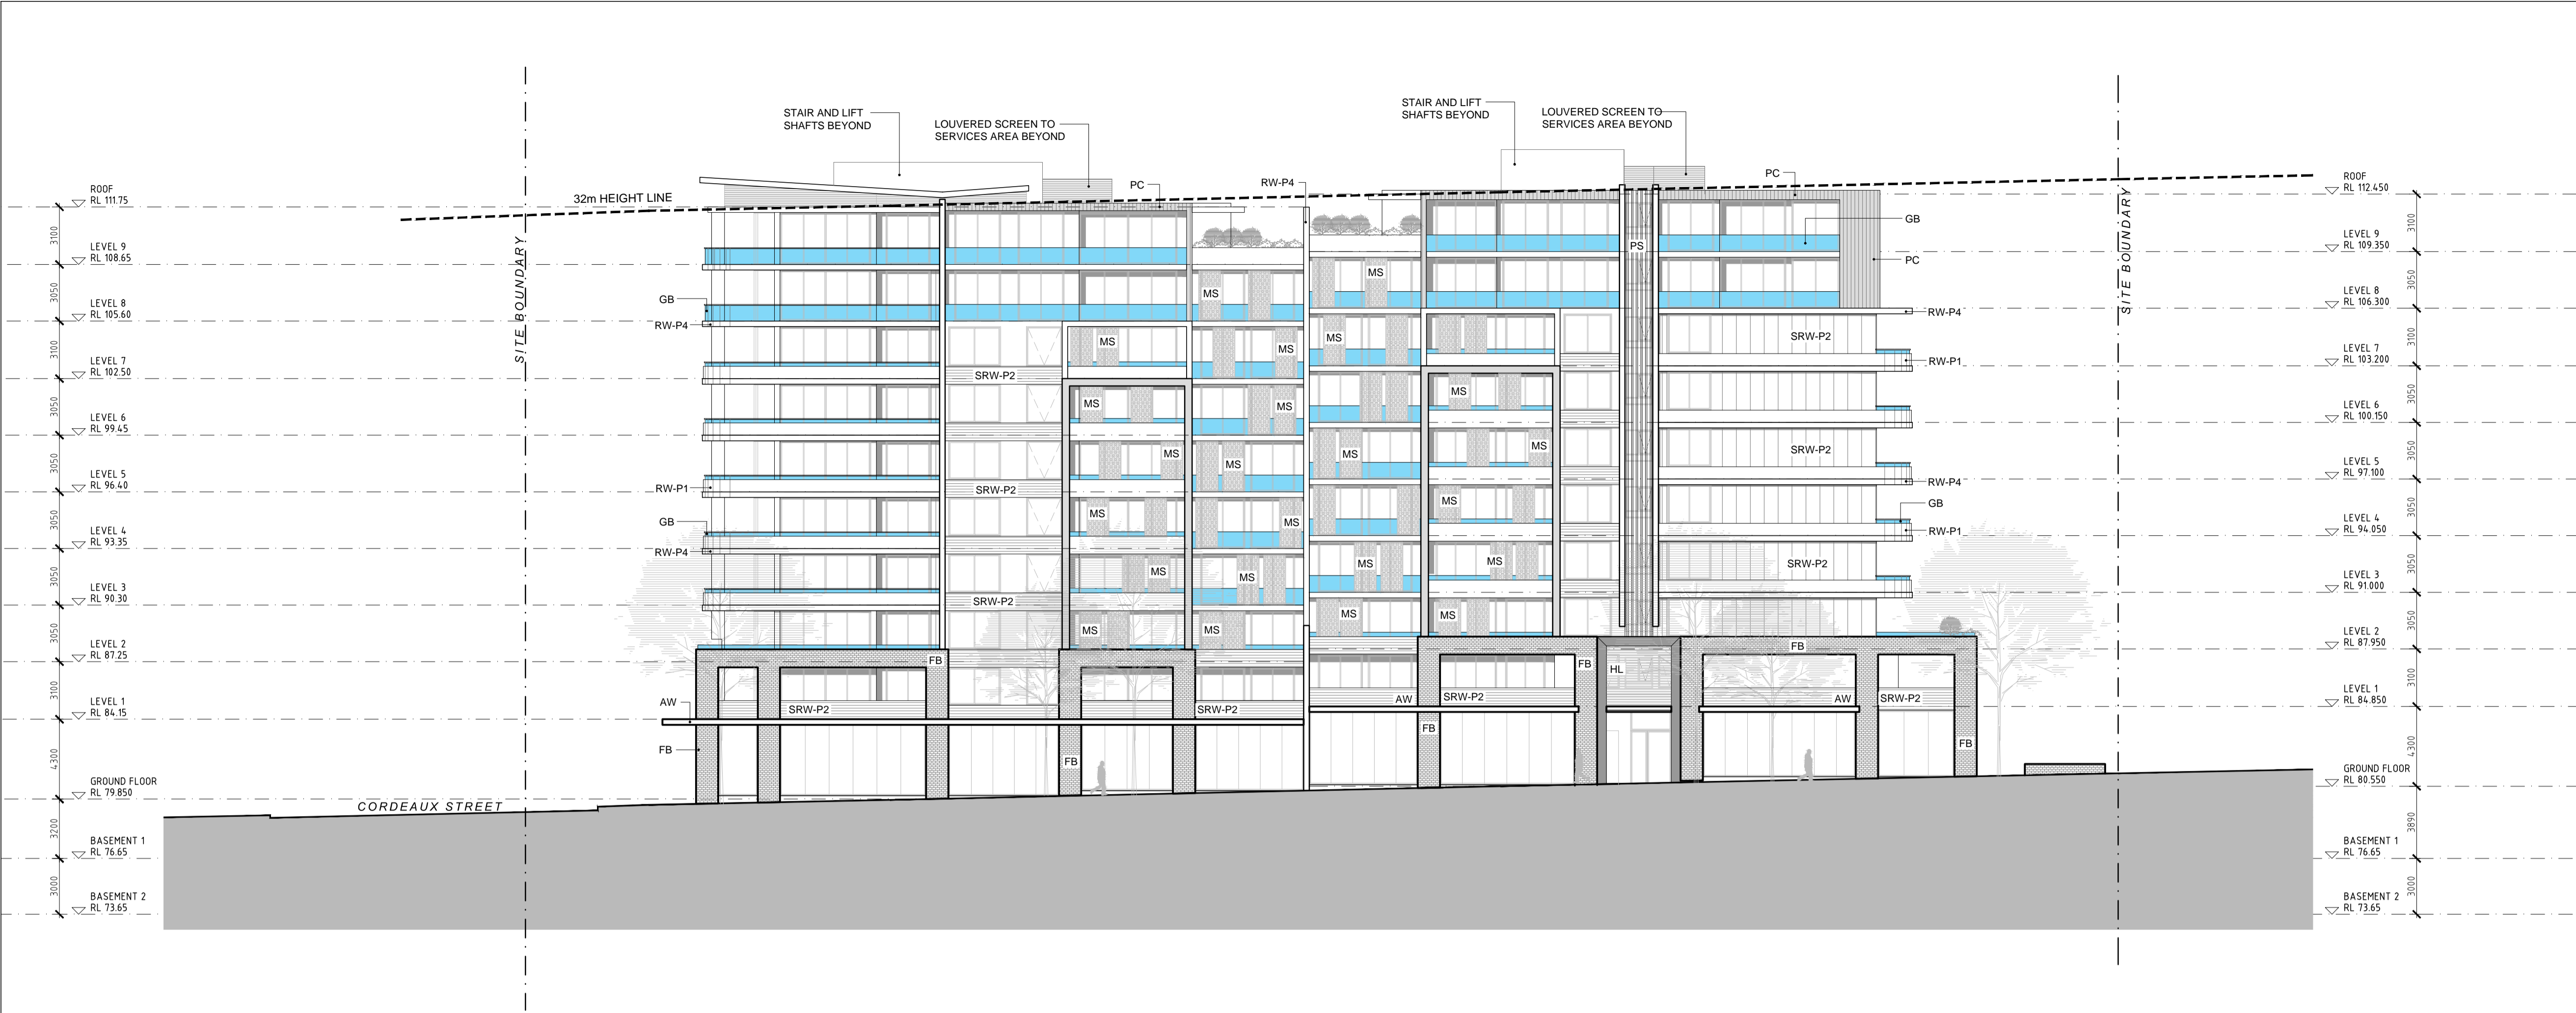 STAIR AND LIFT
SHAFTS BEYOND
LOUVERED SCREEN TO
SERVICES AREA BEYOND
STAIR AND LIFT
SHAFTS BEYOND
LOUVERED SCREEN TO
SERVICES AREA BEYOND
32m HEIGHT LINE
PC
RW-P4
PC
SITE BOUNDARY
SITE BOUNDARY
ROOF
RL 111.75
3100
LEVEL 9
RL 108.65
3050
LEVEL 8
RL 105.60
3100
LEVEL 7
RL 102.50
3050
LEVEL 6
RL 99.45
3050
LEVEL 5
RL 96.40
3050
LEVEL 4
RL 93.35
3050
LEVEL 3
RL 90.30
3050
LEVEL 2
RL 87.25
3100
LEVEL 1
RL 84.15
4300
GROUND FLOOR
RL 79.850
3200
BASEMENT 1
RL 76.65
3000
BASEMENT 2
RL 73.65
CORDEAUX STREET
GB
RW-P4
RW-P1
GB
RW-P4
AW
FB
SRW-P2
SRW-P2
SRW-P2
FB
SRW-P2
FB
MS
MS
MS
MS
MS
MS
MS
MS
MS
MS
MS
MS
MS
MS
SRW-P2
MS
MS
MS
MS
MS
MS
MS
MS
MS
MS
MS
MS
AW
SRW-P2
FB
FB
HL
PS
FB
AW
SRW-P2
FB
SRW-P2
SRW-P2
SRW-P2
GB
PC
RW-P4
RW-P1
RW-P4
GB
RW-P1
ROOF
RL 112.450
3100
LEVEL 9
RL 109.350
3050
LEVEL 8
RL 106.300
3100
LEVEL 7
RL 103.200
3050
LEVEL 6
RL 100.150
3050
LEVEL 5
RL 97.100
3050
LEVEL 4
RL 94.050
3050
LEVEL 3
RL 91.000
3050
LEVEL 2
RL 87.950
3100
LEVEL 1
RL 84.850
4300
GROUND FLOOR
RL 80.550
3890
BASEMENT 1
RL 76.65
3000
BASEMENT 2
RL 73.65